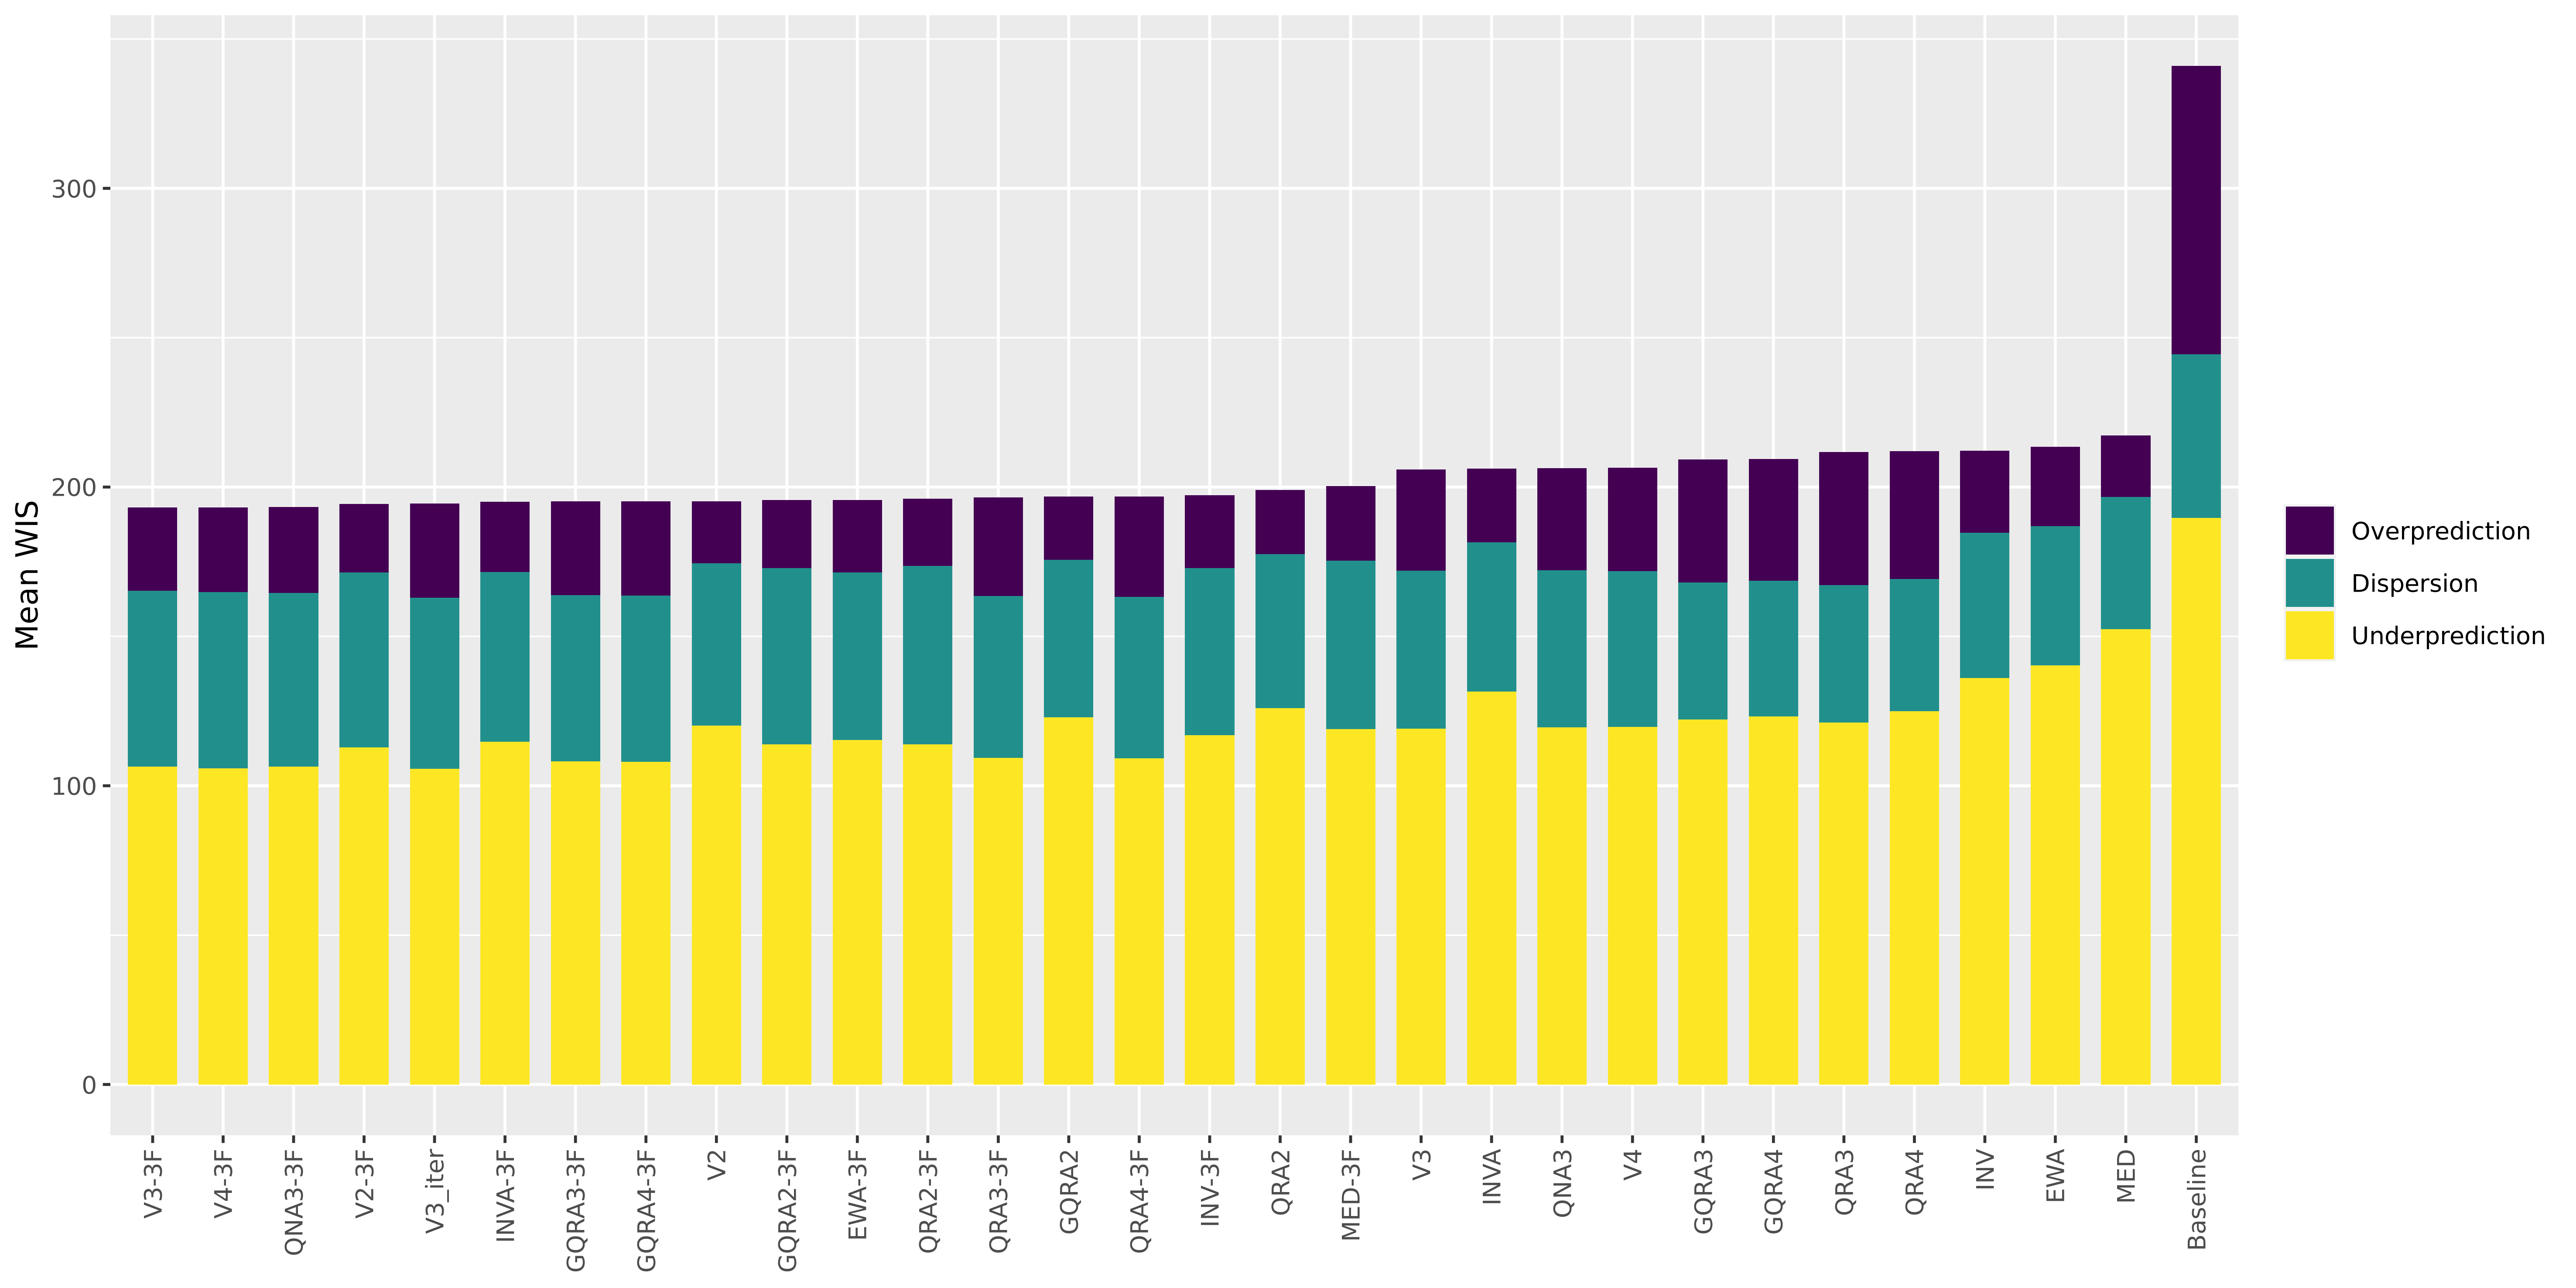 Mean WIS
300
200
100
0
V3-3F
V4-3F
QNA3-3F
V2-3F
V3_iter
INVA-3F
GQRA3-3F
GQRA4-3F
V2
GQRA2-3F
EWA-3F
QRA2-3F
QRA3-3F
GQRA2
QRA4-3F
INV-3F
QRA2
MED-3F
V3
INVA
QNA3
V4
GQRA3
GQRA4
QRA3
QRA4
INV
EWA
MED
Baseline
Overprediction
Dispersion
Underprediction